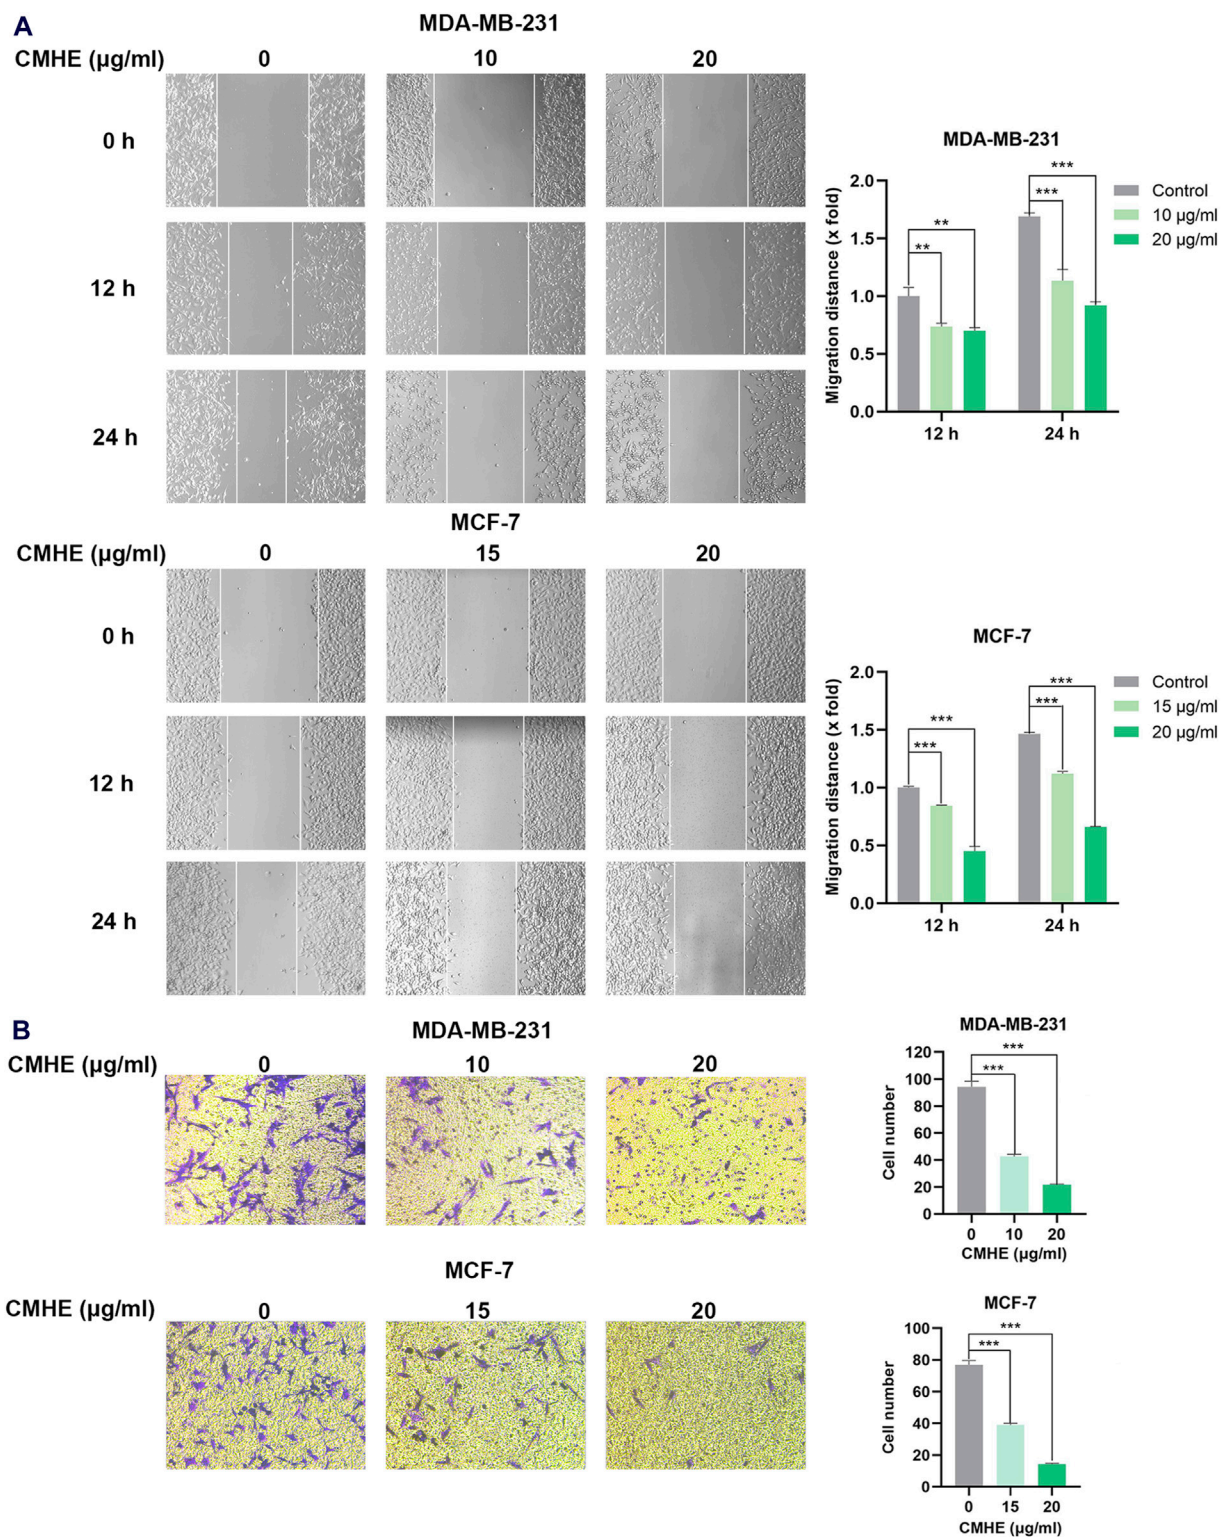 A
MDA-MB-231
CMHE (µg/ml)
0
10
20
0 h
12 h
24 h
MDA-MB-231
Migration distance (x fold)
2.0
1.5
1.0
0.5
0.0
***
***
**
**
12 h
24 h
Control
10 µg/ml
20 µg/ml
MCF-7
CMHE (µg/ml)
0
15
20
0 h
12 h
24 h
MCF-7
Migration distance (x fold)
2.0
1.5
1.0
0.5
0.0
***
***
***
***
12 h
24 h
Control
15 µg/ml
20 µg/ml
B
MDA-MB-231
CMHE (µg/ml)
0
10
20
MDA-MB-231
Cell number
120
100
80
60
40
20
0
***
***
0 10 20
CMHE (µg/ml)
MCF-7
CMHE (µg/ml)
0
15
20
MCF-7
Cell number
100
80
60
40
20
0
***
***
0 15 20
CMHE (µg/ml)